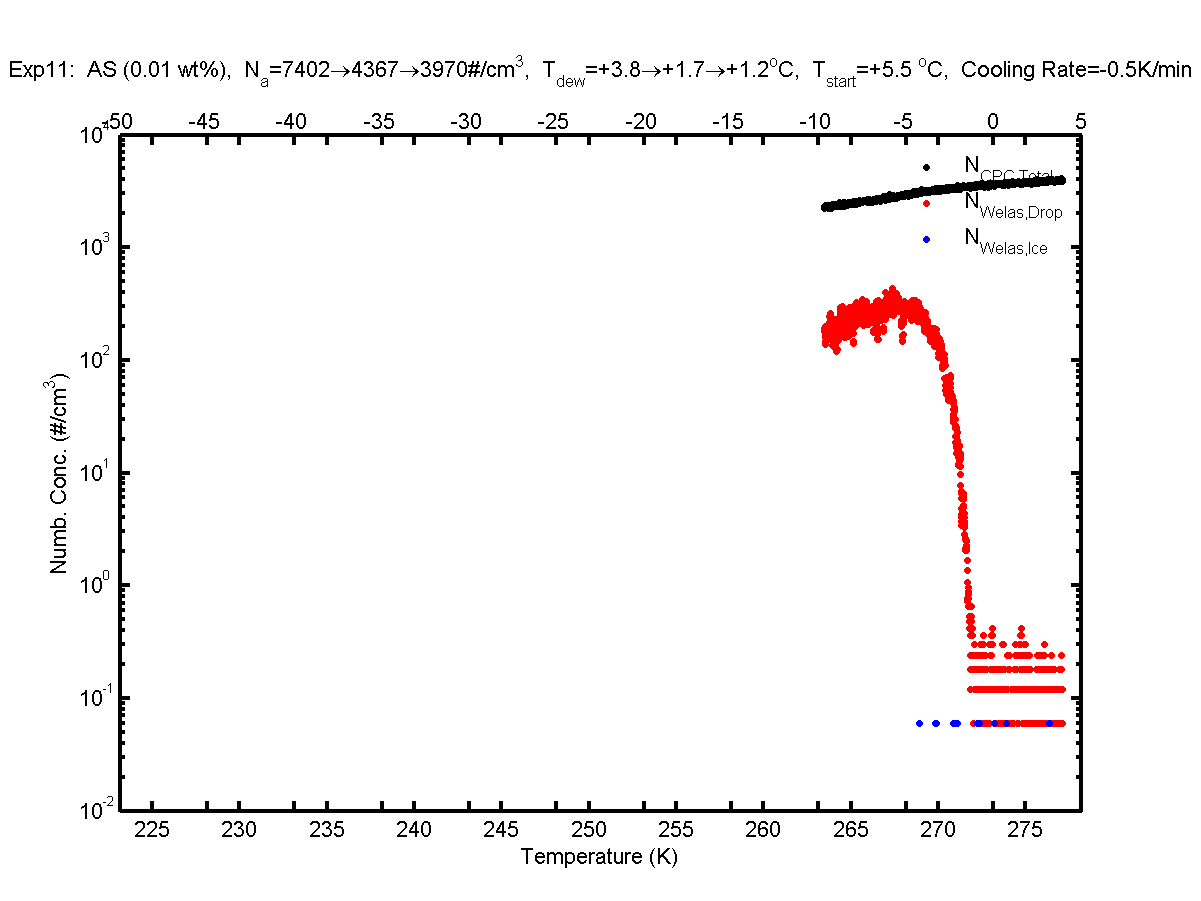 Exp11: AS (0.01 wt%), Na=7402→4367→3970#/cm3, Tdew=+3.8→+1.7→+1.2oC, Tstart=+5.5 oC, Cooling Rate=-0.5K/min
-50 -45 -40 -35 -30 -25 -20 -15 -10 -5 0 5
104
NCPC,Total
NWelas,Drop
NWelas,Ice
103
102
101
100
10-1
10-2
Numb. Conc. (#/cm3)
225 230 235 240 245 250 255 260 265 270 275
Temperature (K)